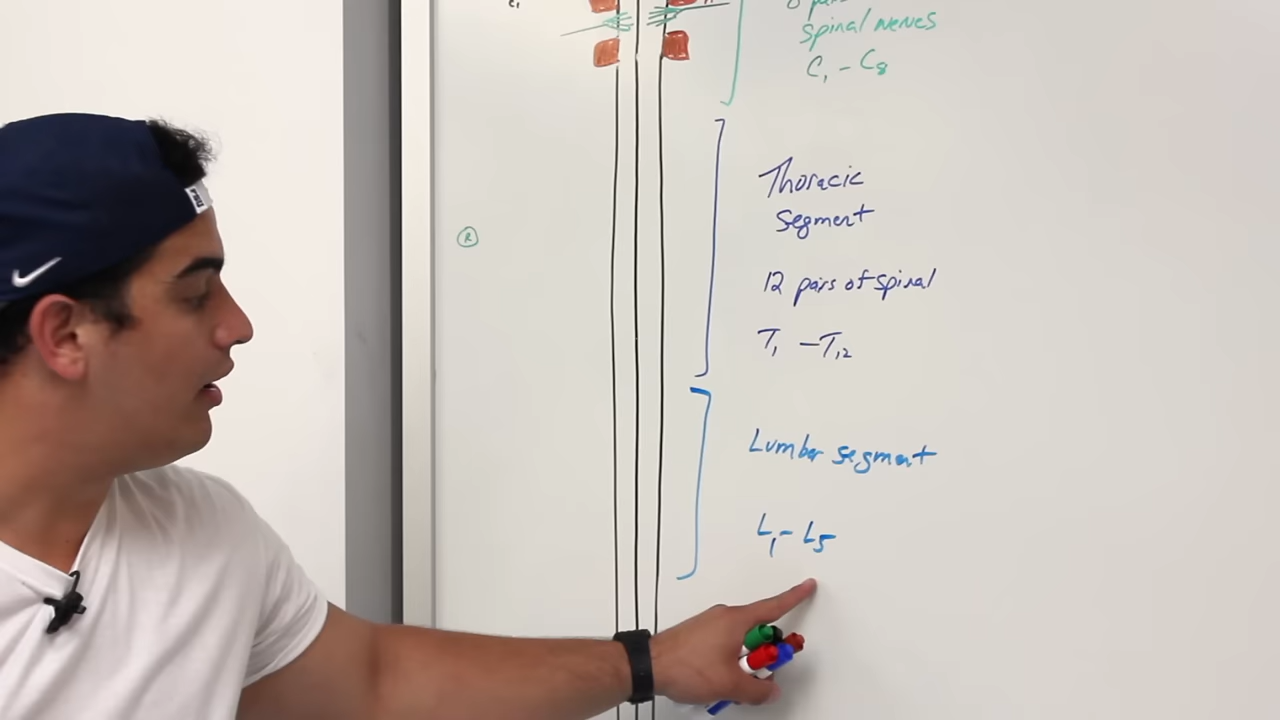 spinal nerves
C₁ - C₈
Thoracic
Segment
12 pairs of spinal
T₁ - T₁₂
Lumbar segment
L₁ - L₅
R